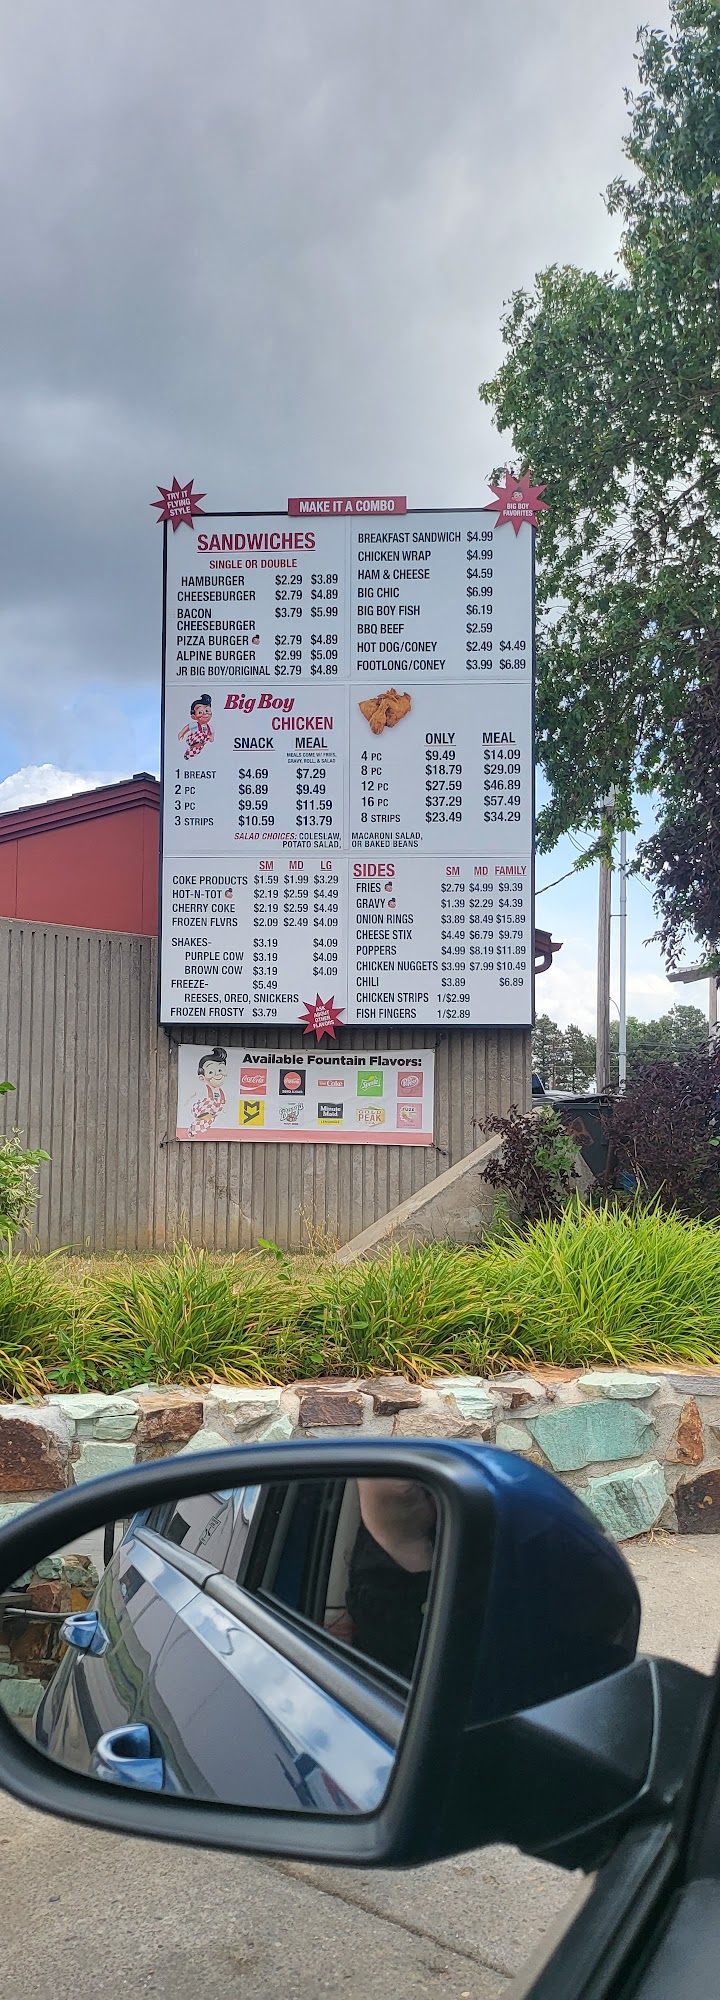 TRY IT
FLYING
STYLE
MAKE IT A COMBO
BIG BOY
FAVORITES
SANDWICHES
SINGLE OR DOUBLE
HAMBURGER $2.29 $3.89
CHEESEBURGER $2.79 $4.89
BACON $3.79 $5.99
CHEESEBURGER
PIZZA BURGER $2.79 $4.89
ALPINE BURGER $2.99 $5.09
JR BIG BOY/ORIGINAL $2.79 $4.89
BREAKFAST SANDWICH $4.99
CHICKEN WRAP $4.99
HAM & CHEESE $4.59
BIG CHIC $6.99
BIG BOY FISH $6.19
BBQ BEEF $2.59
HOT DOG/CONEY $2.49 $4.49
FOOTLONG/CONEY $3.99 $6.89
Big Boy
CHICKEN
SNACK MEAL
MEALS COME W/ FRIES,
GRAVY, ROLL, & SALAD
1 BREAST $4.69 $7.29
2 PC $6.89 $9.49
3 PC $9.59 $11.59
3 STRIPS $10.59 $13.79
ONLY MEAL
4 PC $9.49 $14.09
8 PC $18.79 $29.09
12 PC $27.59 $46.89
16 PC $37.29 $57.49
8 STRIPS $23.49 $34.29
SALAD CHOICES: COLESLAW, MACARONI SALAD,
POTATO SALAD, OR BAKED BEANS
SM MD LG
COKE PRODUCTS $1.59 $1.99 $3.29
HOT-N-TOT $2.19 $2.59 $4.49
CHERRY COKE $2.19 $2.59 $4.49
FROZEN FLVRS $2.09 $2.49 $4.09
SHAKES- $3.19 $4.09
PURPLE COW $3.19 $4.09
BROWN COW $3.19 $4.09
FREEZE- $5.49
REESES, OREO, SNICKERS
FROZEN FROSTY $3.79
ASK
ABOUT
OTHER
FLAVORS
SIDES SM MD FAMILY
FRIES $2.79 $4.99 $9.39
GRAVY $1.39 $2.29 $4.39
ONION RINGS $3.89 $8.49 $15.89
CHEESE STIX $4.49 $6.79 $9.79
POPPERS $4.99 $8.19 $11.89
CHICKEN NUGGETS $3.99 $7.99 $10.49
CHILI $3.89 $6.89
CHICKEN STRIPS 1/$2.99
FISH FINGERS 1/$2.89
Available Fountain Flavors:
Coca-Cola
Coke
Sprite
Minute
Maid
LEMONADE
GOLD
PEAK